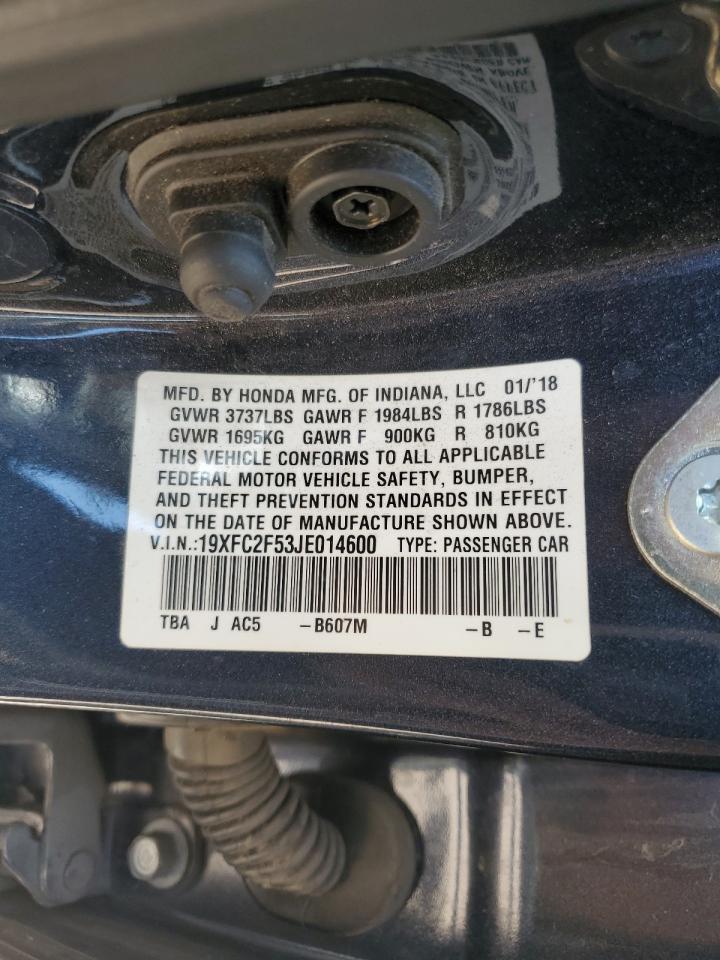 MFD. BY HONDA MFG. OF INDIANA, LLC 01/'18
GVWR 3737LBS GAWR F 1984LBS R 1786LBS
GVWR 1695KG GAWR F 900KG R 810KG
THIS VEHICLE CONFORMS TO ALL APPLICABLE
FEDERAL MOTOR VEHICLE SAFETY, BUMPER,
AND THEFT PREVENTION STANDARDS IN EFFECT
ON THE DATE OF MANUFACTURE SHOWN ABOVE.
V.I.N.:19XFC2F53JE014600 TYPE: PASSENGER CAR
TBA J AC5 -B607M -B -E